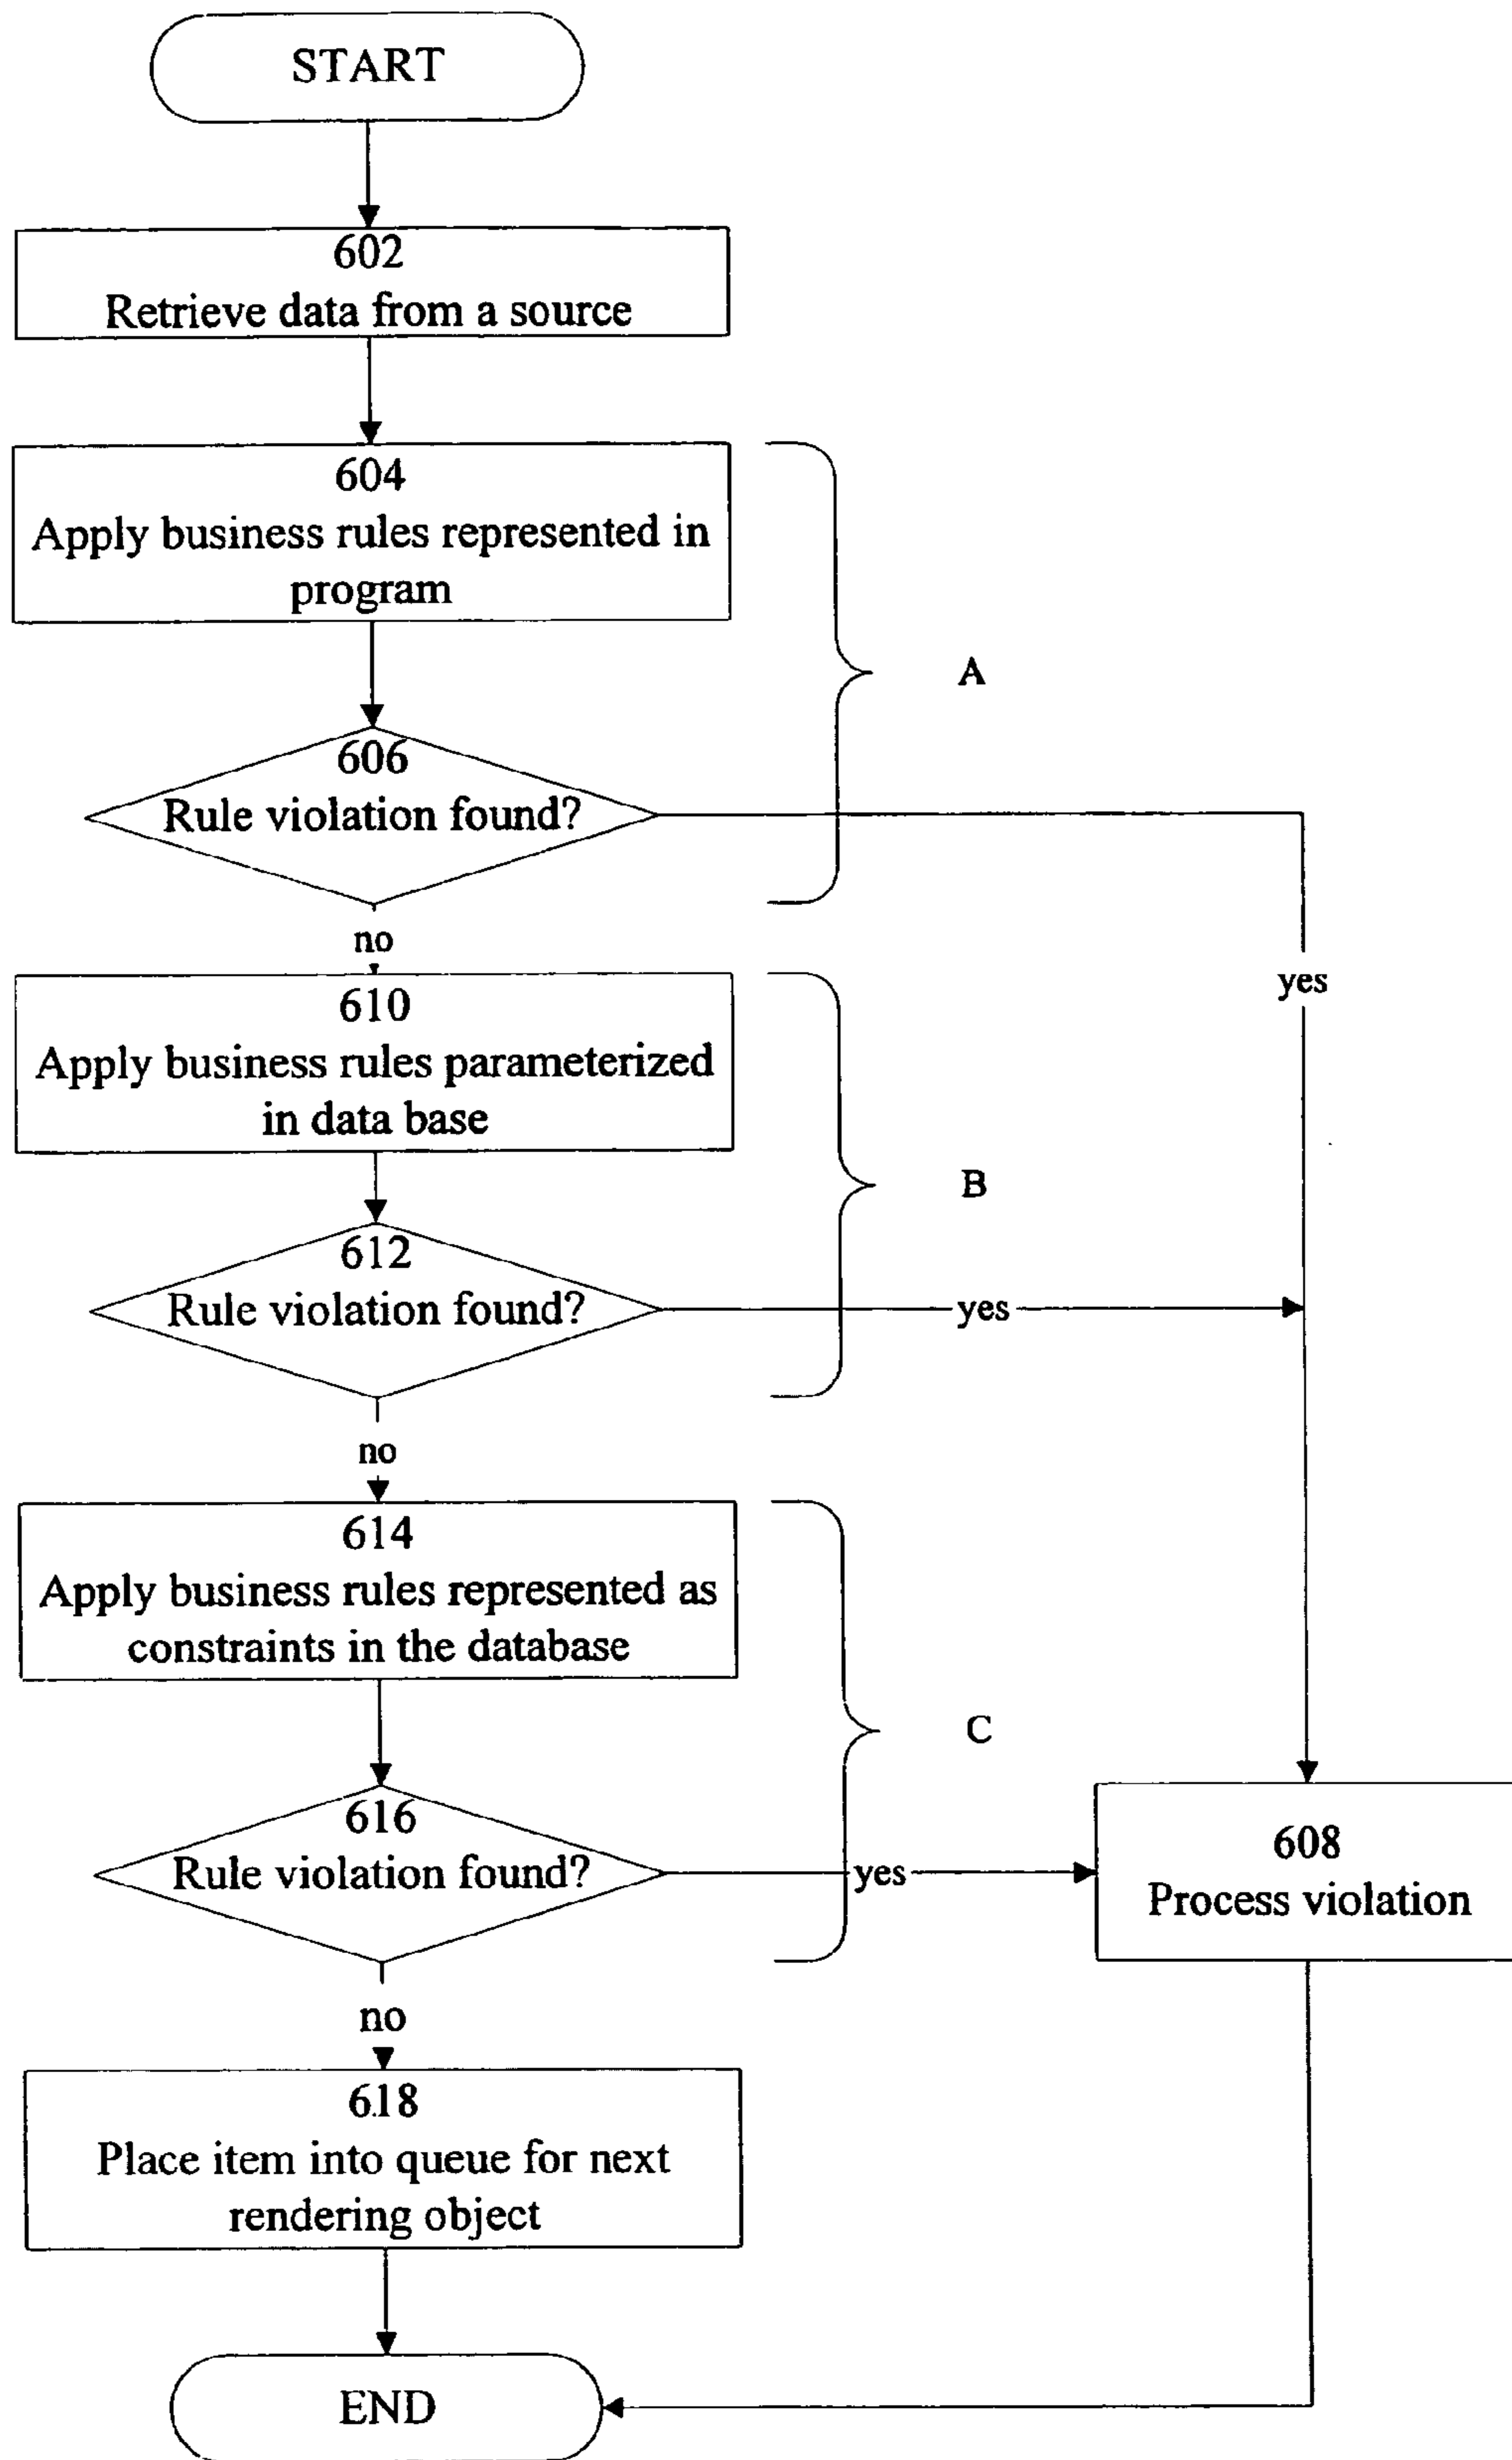 START
602
Retrieve data from a source
604
Apply business rules represented in
program
A
606
Rule violation found?
no
yes
610
Apply business rules parameterized
in data base
B
612
Rule violation found?
yes
no
614
Apply business rules represented as
constraints in the database
C
616
Rule violation found?
yes
608
Process violation
no
618
Place item into queue for next
rendering object
END